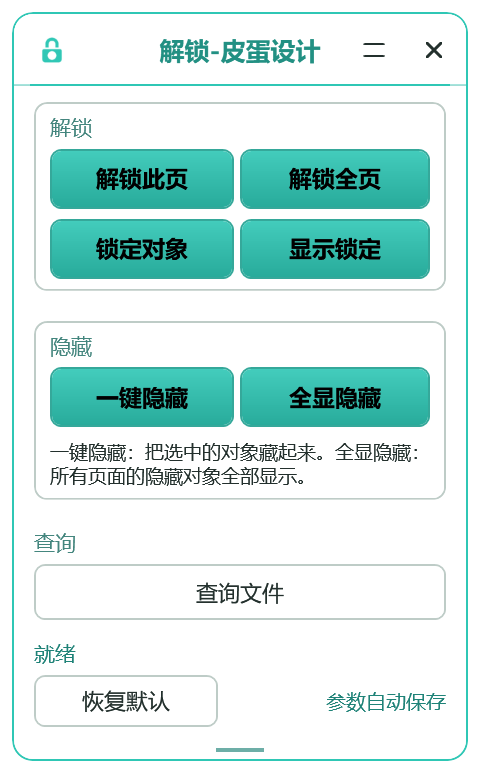 解锁-皮蛋设计
解锁
解锁此页
解锁全页
锁定对象
显示锁定
隐藏
一键隐藏
全显隐藏
一键隐藏：把选中的对象藏起来。全显隐藏：
所有页面的隐藏对象全部显示。
查询
查询文件
就绪
恢复默认
参数自动保存